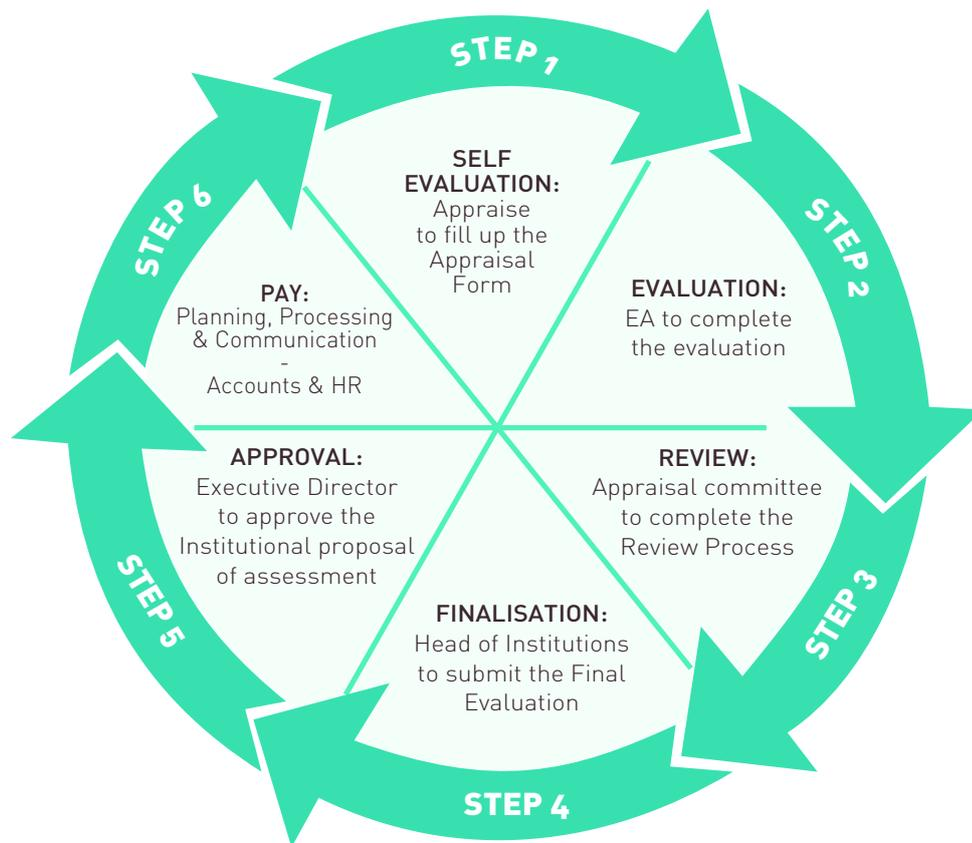 STEP 1
SELF
EVALUATION:
Appraise
to fill up the
Appraisal
Form
STEP 2
EVALUATION:
EA to complete
the evaluation
STEP 3
REVIEW:
Appraisal committee
to complete the
Review Process
STEP 4
FINALISATION:
Head of Institutions
to submit the Final
Evaluation
STEP 5
APPROVAL:
Executive Director
to approve the
Institutional proposal
of assessment
STEP 6
PAY:
Planning, Processing
& Communication
-
Accounts & HR